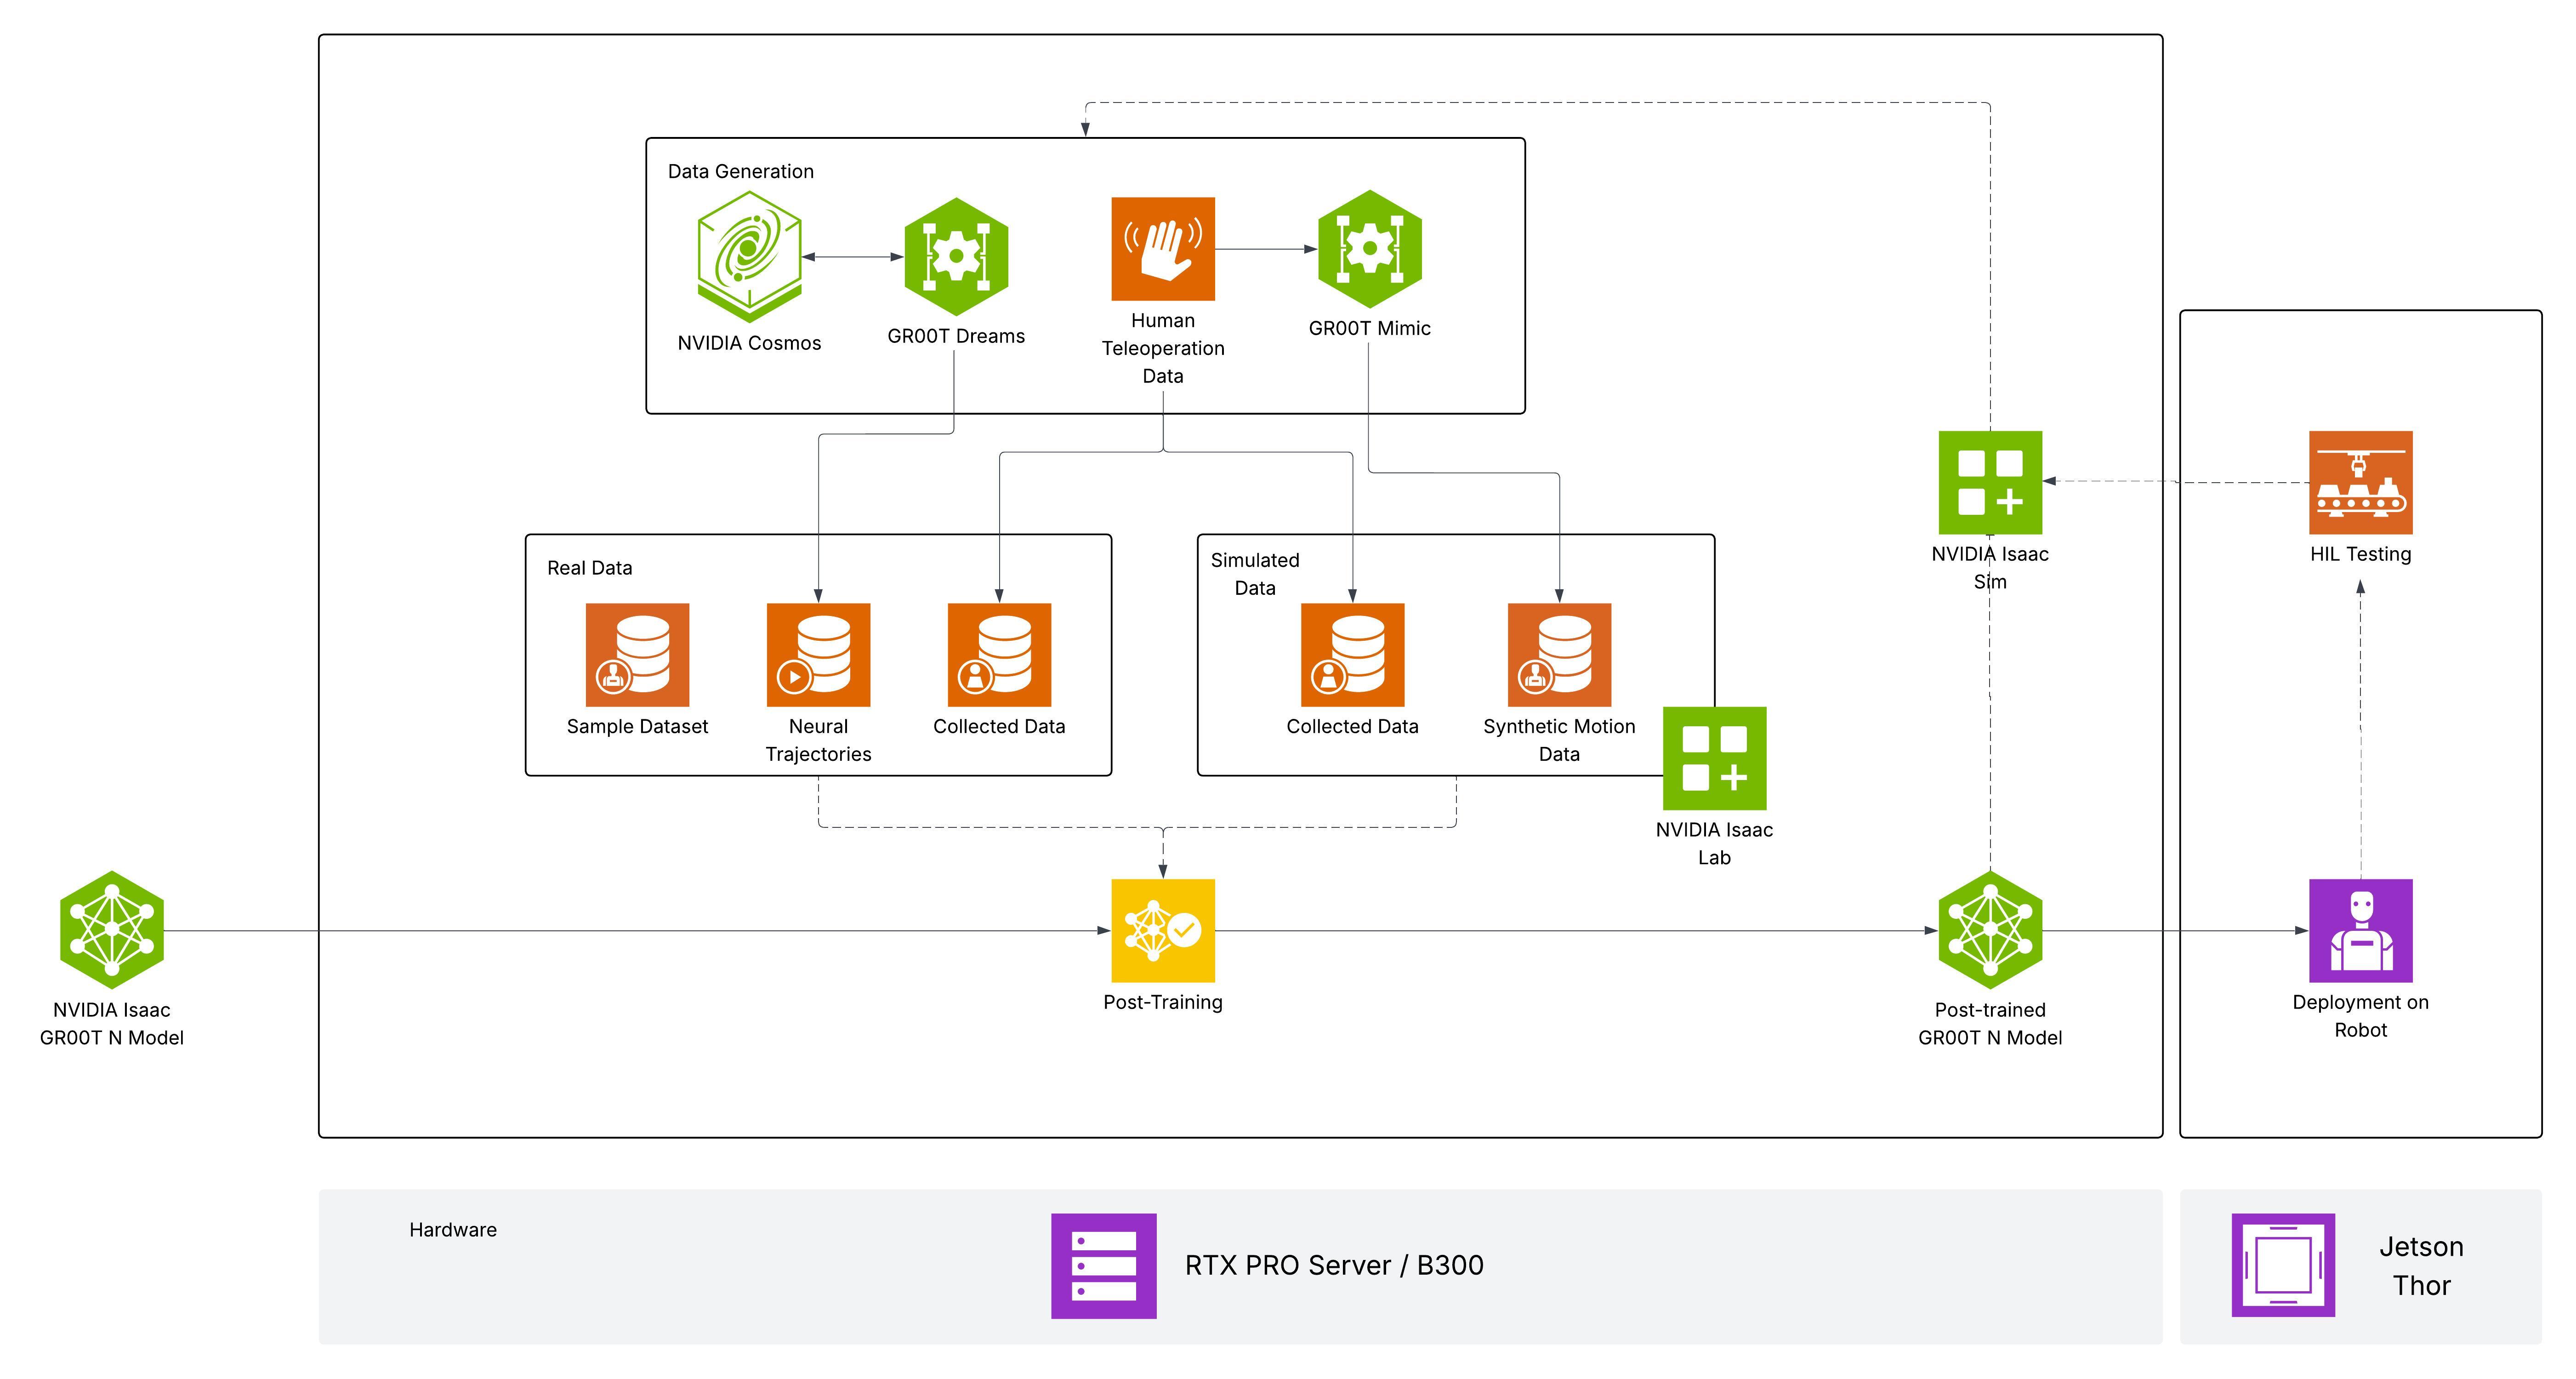 Data Generation
NVIDIA Cosmos
GR00T Dreams
Human
Teleoperation
Data
GR00T Mimic
NVIDIA Isaac
Sim
HIL Testing
Real Data
Sample Dataset
Neural
Trajectories
Collected Data
Simulated
Data
Collected Data
Synthetic Motion
Data
NVIDIA Isaac
Lab
NVIDIA Isaac
GR00T N Model
Post-Training
Post-trained
GR00T N Model
Deployment on
Robot
Hardware
RTX PRO Server / B300
Jetson
Thor